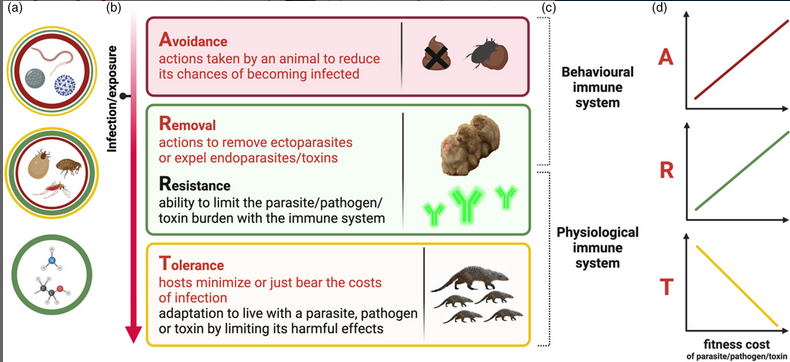 (a)
(b)
(c)
(d)
Infection/exposure
Avoidance
actions taken by an animal to reduce
its chances of becoming infected
Removal
actions to remove ectoparasites
or expel endoparasites/toxins
Resistance
ability to limit the parasite/pathogen/
toxin burden with the immune system
Tolerance
hosts minimize or just bear the costs
of infection
adaptation to live with a parasite, pathogen
or toxin by limiting its harmful effects
Behavioural
immune
system
Physiological
immune
system
A
R
T
fitness cost
of parasite/pathogen/toxin